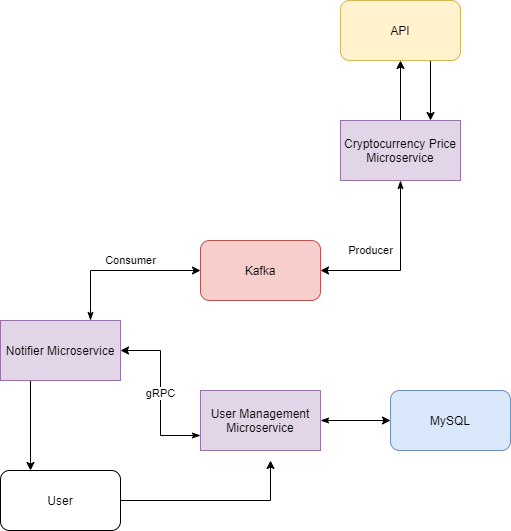 API
Cryptocurrency Price
Microservice
Producer
Consumer
Kafka
Notifier Microservice
gRPC
User Management
Microservice
MySQL
User